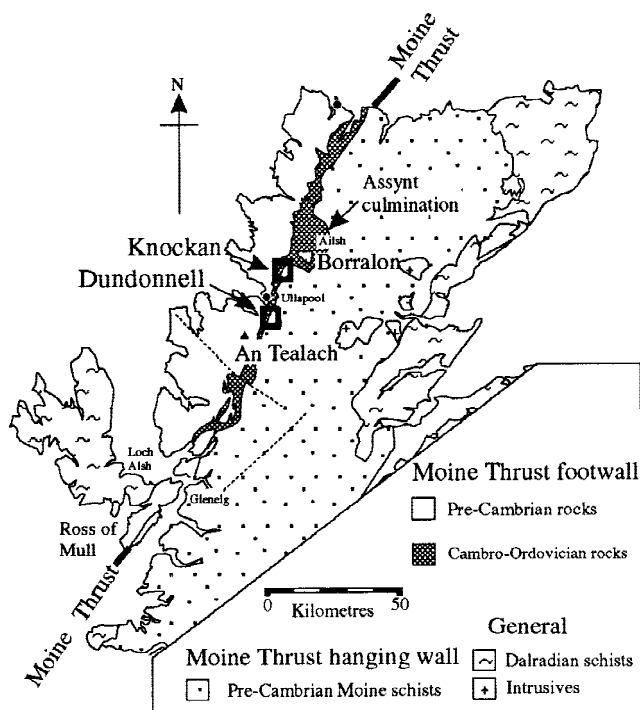 Moine
Thrust
N
Assynt
culmination
Ailsh
Knockan
Borralon
Dundonnell
Ullapool
An Tealach
Loch
Alsh
Gleneig
Ross of
Mull
Moine Thrust
Moine Thrust footwall
Pre-Cambrian rocks
Cambro-Ordovician rocks
0 50
Kilometres
General
Moine Thrust hanging wall
Dalradian schists
Pre-Cambrian Moine schists
Intrusives